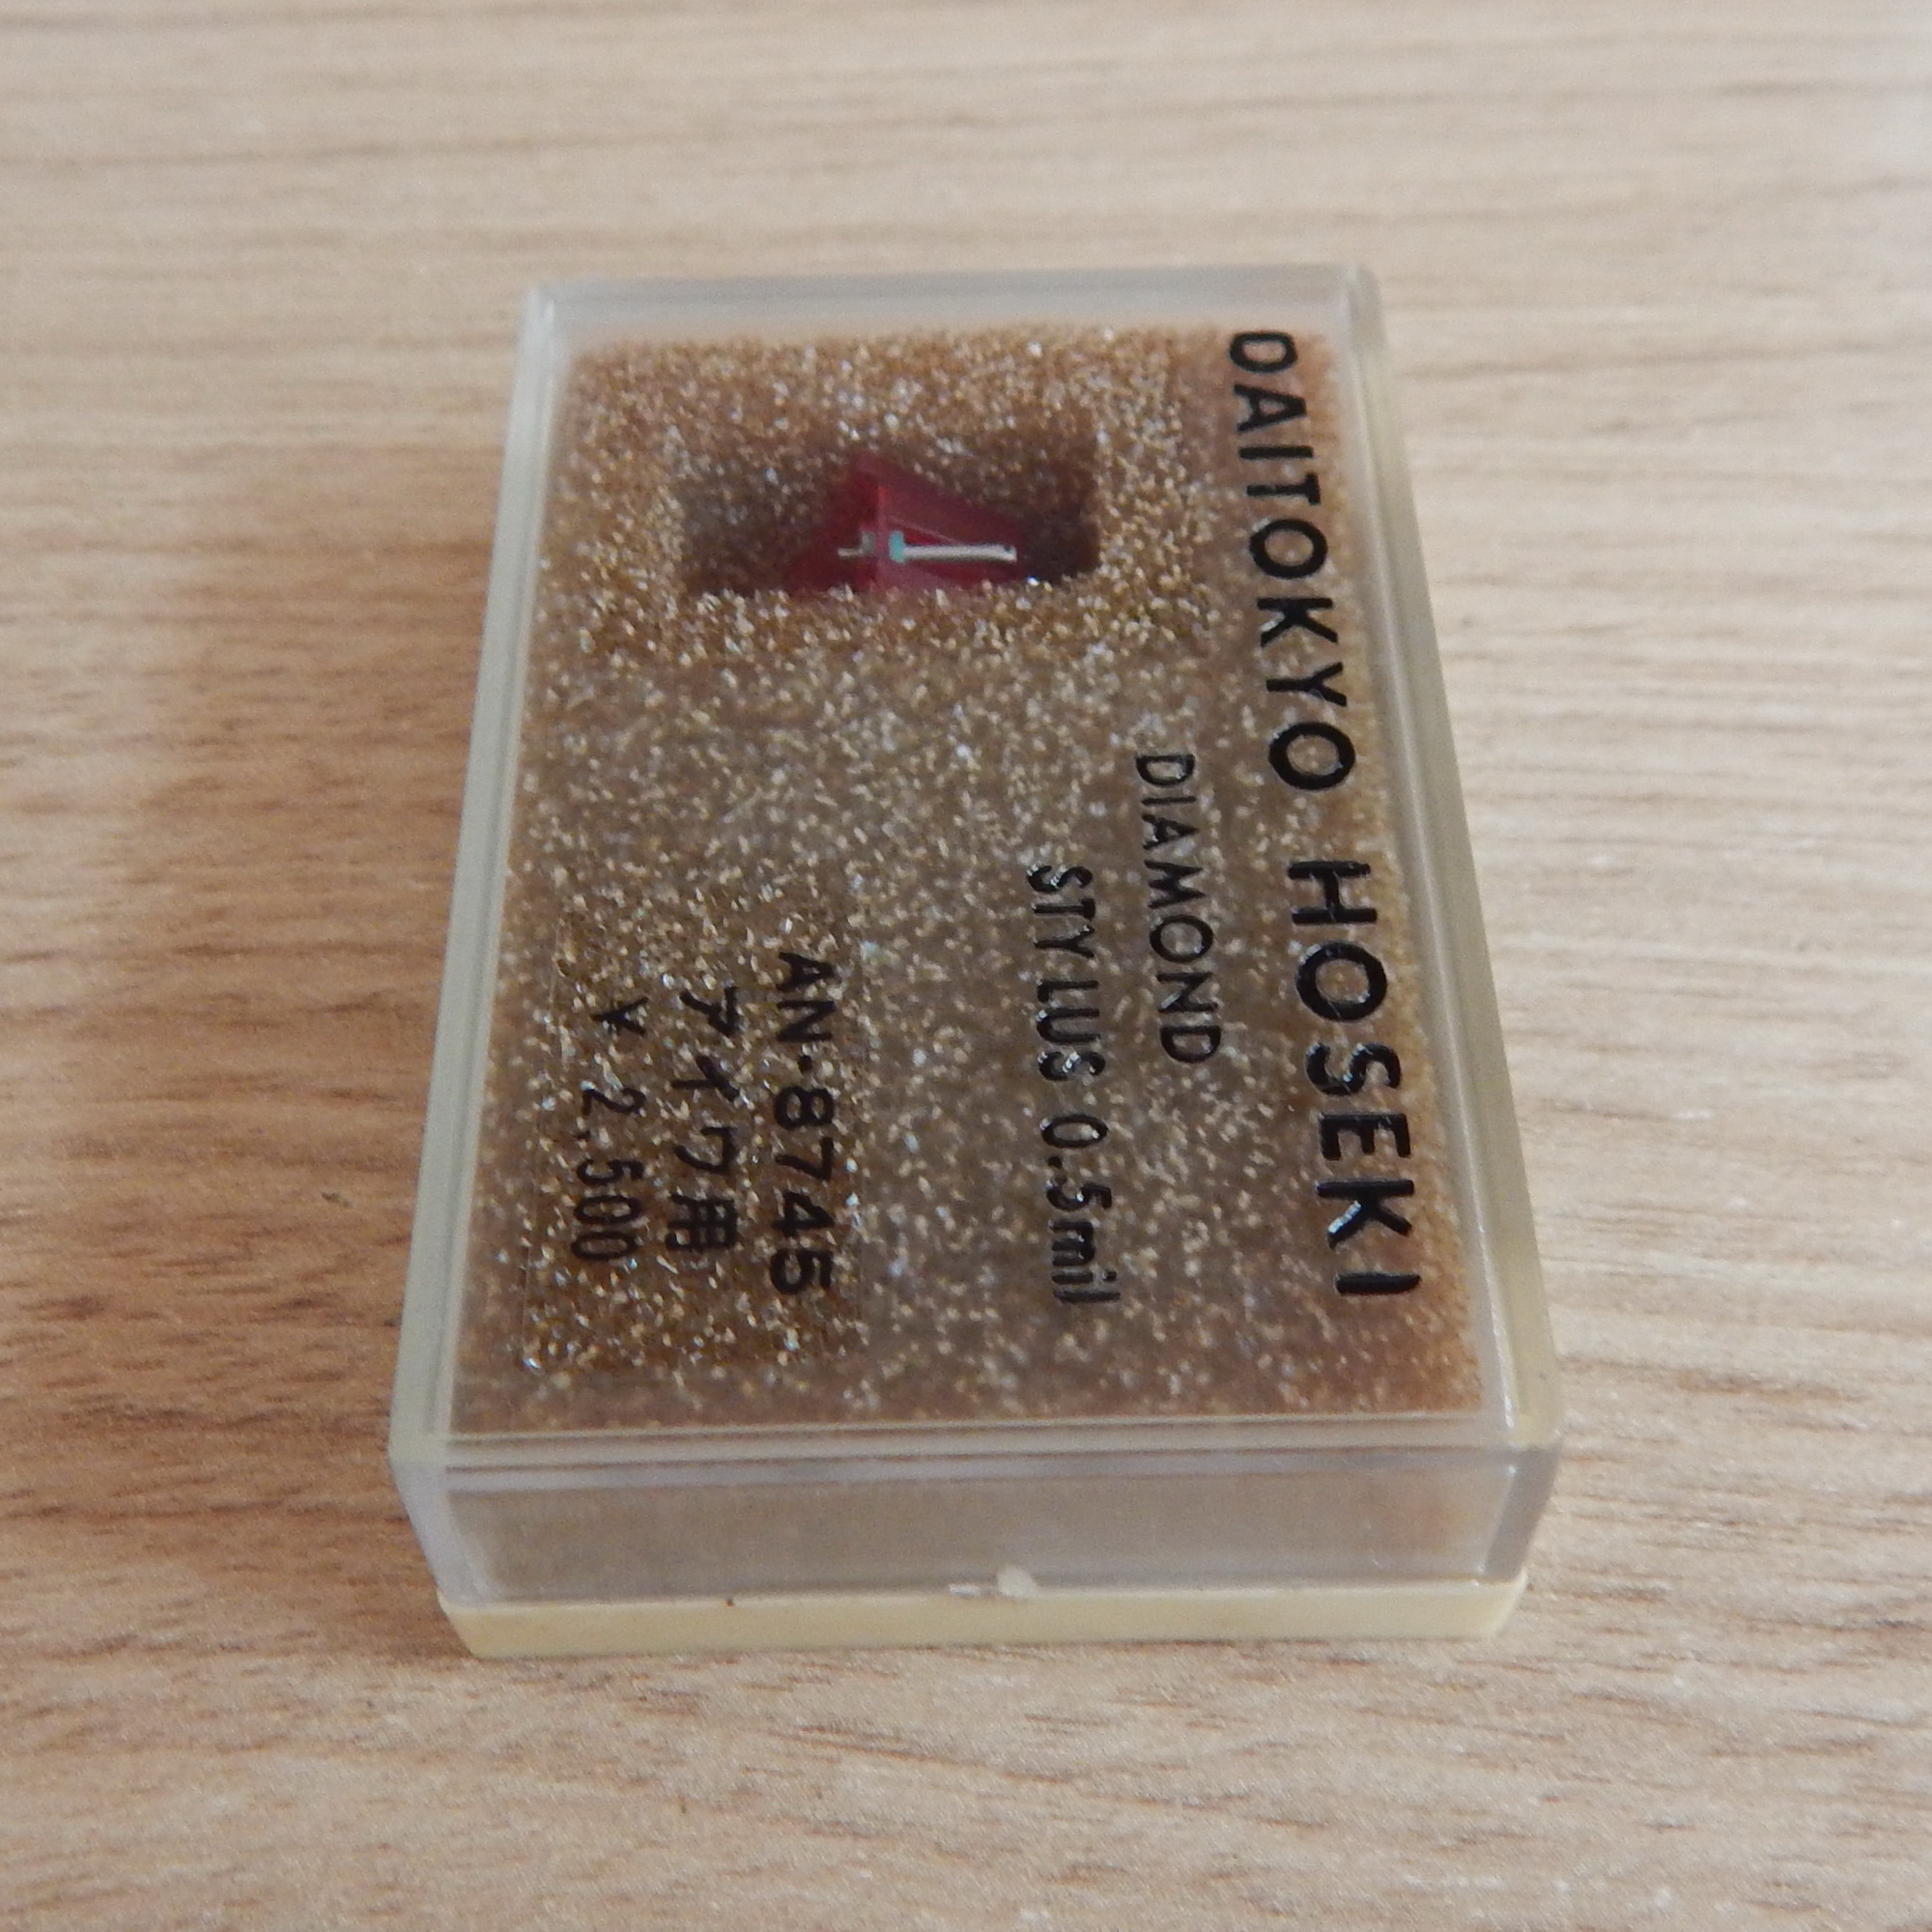 DAITOKYO HOSEKI
DIAMOND
STYLUS 0.5mil
AN-8745
アイワ用
¥2,500